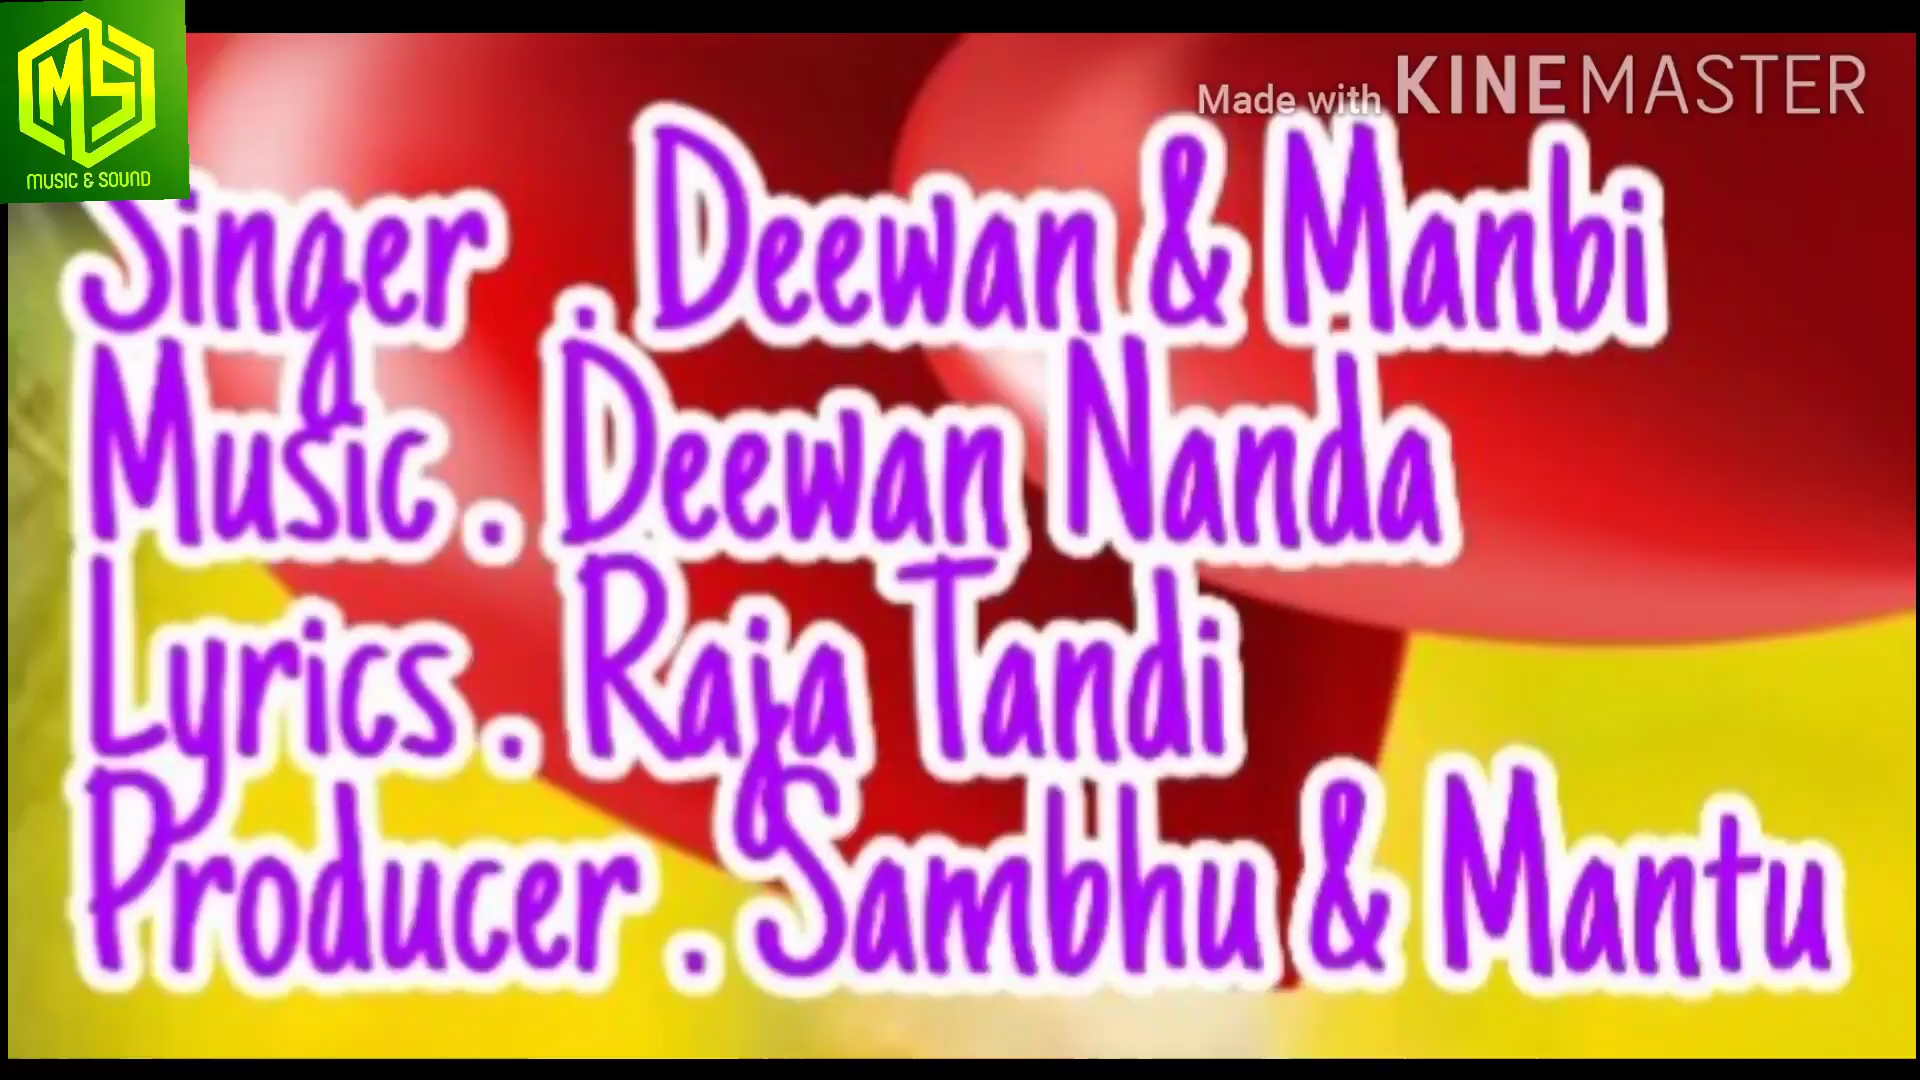 MS
MUSIC & SOUND
Made with KINEMASTER
Singer . Deewan & Manbi
Music . Deewan Nanda
Lyrics . Raja Tandi
Producer . Sambhu & Mantu